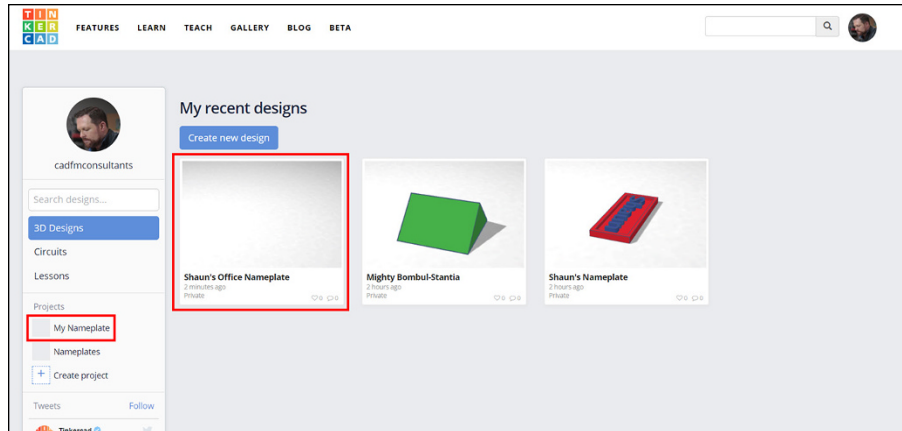 TIN
KER
CAD
FEATURES LEARN TEACH GALLERY BLOG BETA
cadfmconsultants
Search designs...
3D Designs
Circuits
Lessons
Projects
My Nameplate
Nameplates
+ Create project
Tweets Follow
Tinkercad
My recent designs
Create new design
Shaun's Office Nameplate
2 minutes ago
Private
0 0
Mighty Bombul-Stantia
2 hours ago
Private
0 0
Shaun's Nameplate
2 hours ago
Private
0 0